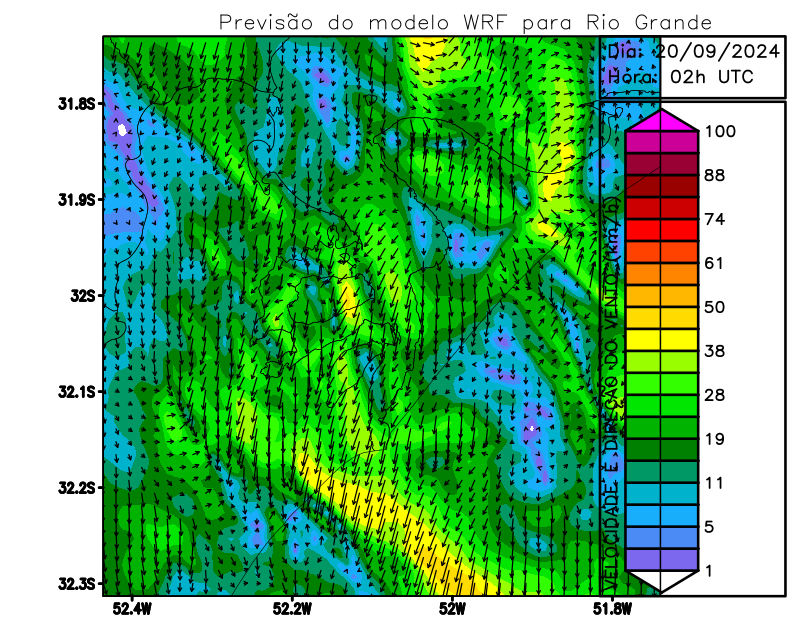 Previsão do modelo WRF para Rio Grande
Dia: 20/09/2024
Hora: 02h UTC
31.8S
31.9S
32S
32.1S
32.2S
32.3S
52.4W
52.2W
52W
51.8W
VELOCIDADE E DIREÇÃO DO VENTO (km/h)
100
88
74
61
50
38
28
19
11
5
1